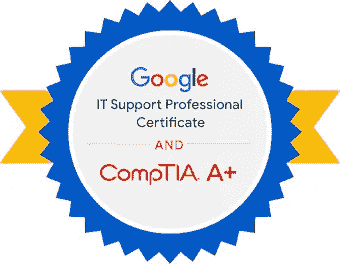 Google
IT Support Professional
Certificate
AND
CompTIA. A+